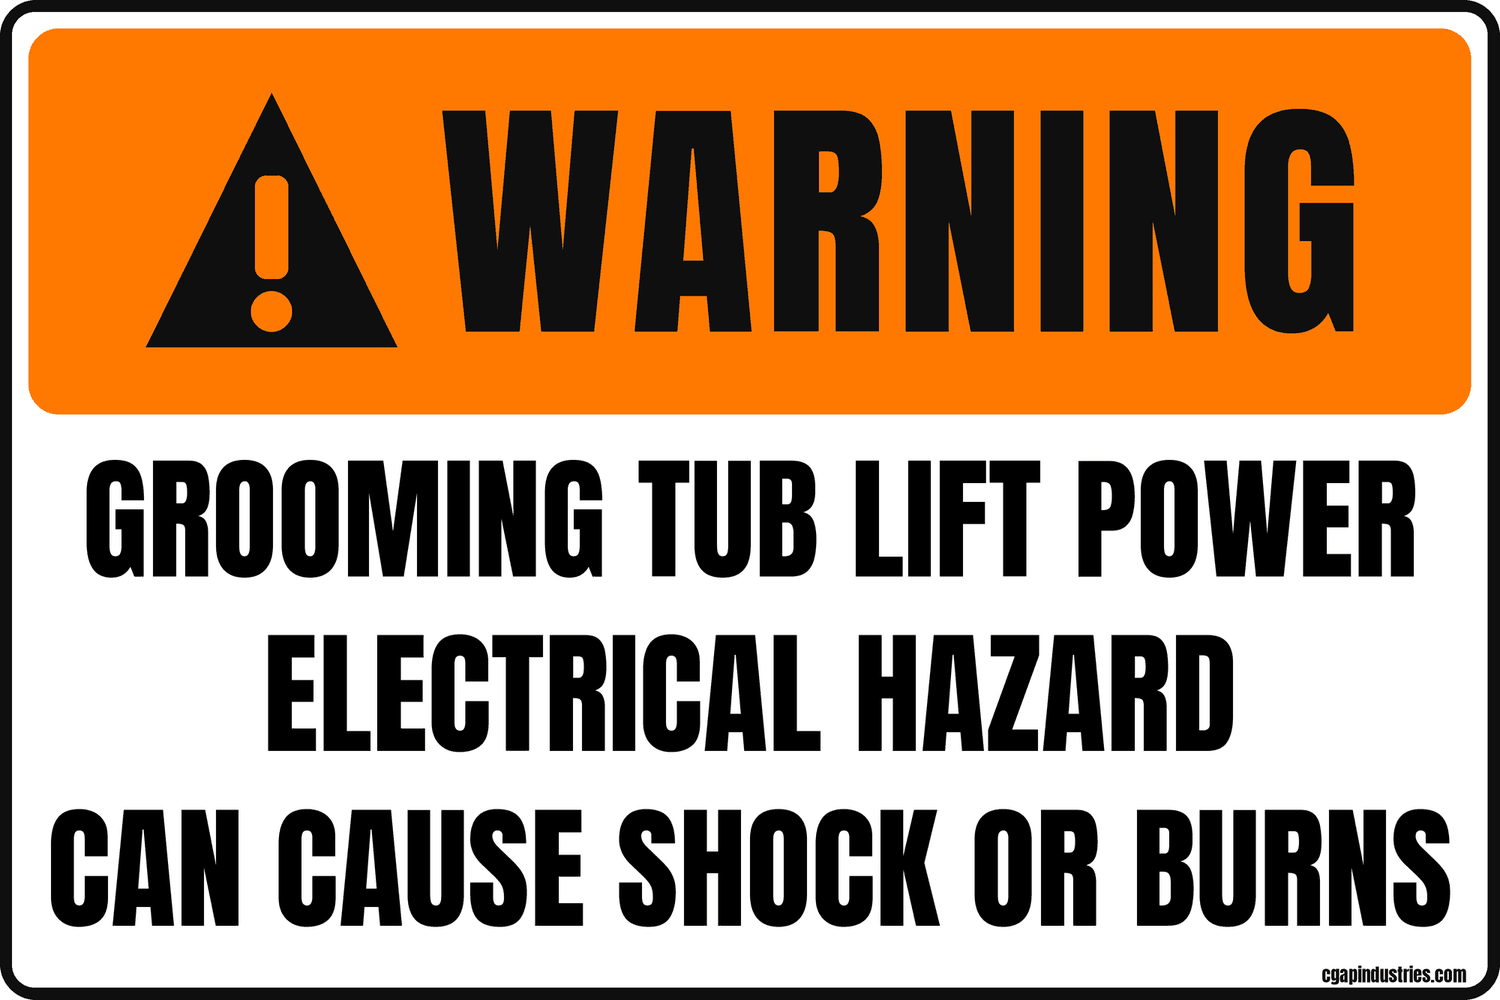 WARNING
GROOMING TUB LIFT POWER
ELECTRICAL HAZARD
CAN CAUSE SHOCK OR BURNS
cgapindustries.com